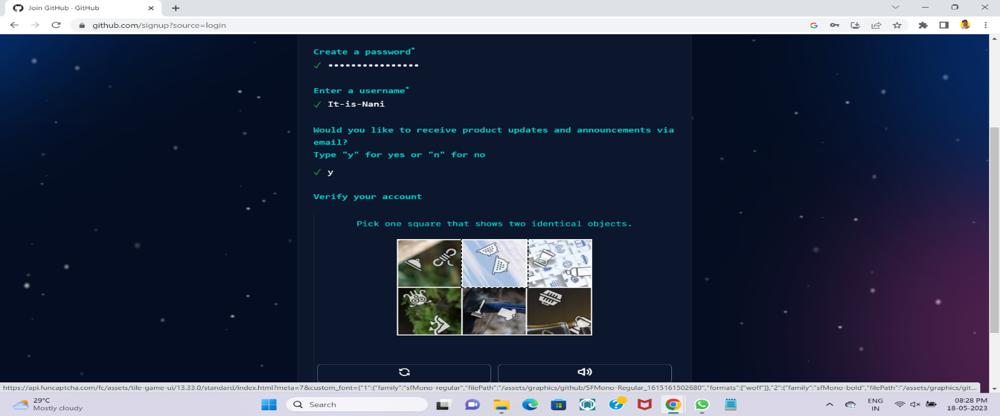 Join GitHub · GitHub
github.com/signup?source=login
Create a password*
Enter a username*
It-is-Nani
Would you like to receive product updates and announcements via
email?
Type "y" for yes or "n" for no
y
Verify your account
Pick one square that shows two identical objects.
https://api.funcaptcha.com/fc/assets/tile-game-ui/13.33.0/standard/index.html?meta=7&custom_font={"1":{"family":"sfMono-regular","filePath":"/assets/graphics/github/SFMono-Regular_1615161502680","formats":["woff"]},"2":{"family":"sfMono-bold","filePath":"/assets/graphics/git...
29°C
Mostly cloudy
Search
ENG
IN
08:28 PM
18-05-2023